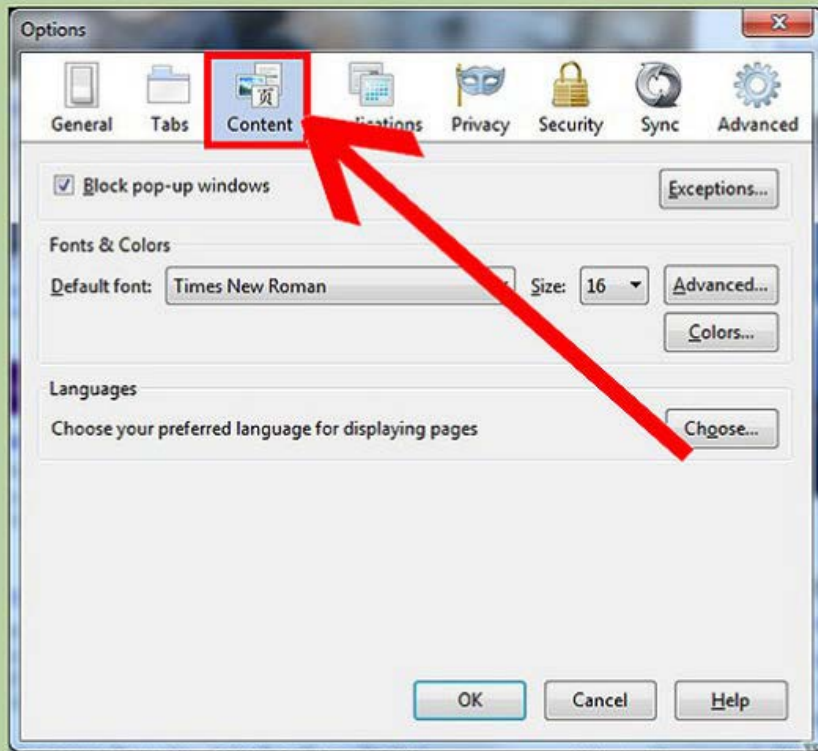 Options
General Tabs Content Privacy Security Sync Advanced
页
Block pop-up windows Exceptions...
Fonts & Colors
Default font: Times New Roman Size: 16 Advanced...
Colors...
Languages
Choose your preferred language for displaying pages Choose...
OK Cancel Help